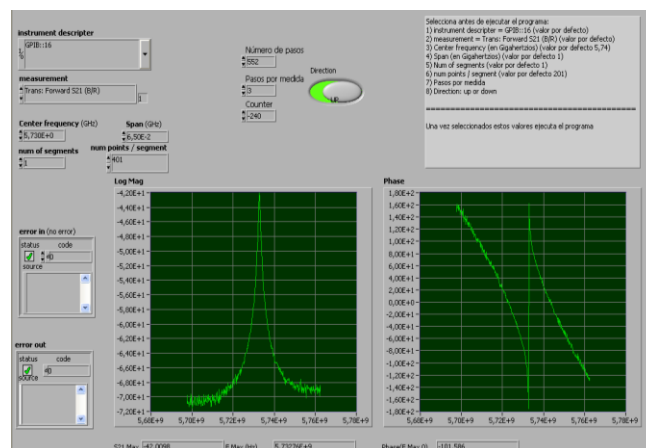 instrument descripter
GPIB::16
measurement
Trans: Forward S21 (B/R)
1
Center frequency (GHz)
Span (GHz)
5,730E+0
6,50E-2
num of segments
num points / segment
1
401
Número de pasos
552
Pasos por medida
3
Counter
-240
Direction
UP
Selecciona antes de ejecutar el programa:
1) instrument descripter = GPIB::16 (valor por defecto)
2) measurement = Trans: Forward S21 (B/R) (valor por defecto)
3) Center frequency (en Gigahertzios) (valor por defecto 5,74)
4) Span (en Gigahertzios) (valor por defecto 1)
5) Num of segments (valor por defecto 1)
6) num points / segment (valor por defecto 201)
7) Pasos por medida
8) Direction: up or down
Una vez seleccionados estos valores ejecuta el programa
error in (no error)
status code
0
source
error out
status code
0
source
Log Mag
-4,20E+1
-4,40E+1
-4,60E+1
-4,80E+1
-5,00E+1
-5,20E+1
-5,40E+1
-5,60E+1
-5,80E+1
-6,00E+1
-6,20E+1
-6,40E+1
-6,60E+1
-6,80E+1
-7,00E+1
-7,20E+1
5,68E+9 5,70E+9 5,72E+9 5,74E+9 5,76E+9 5,78E+9
Phase
1,80E+2
1,60E+2
1,40E+2
1,20E+2
1,00E+2
8,00E+1
6,00E+1
4,00E+1
2,00E+1
0,00E+0
-2,00E+1
-4,00E+1
-6,00E+1
-8,00E+1
-1,00E+2
-1,20E+2
-1,40E+2
-1,60E+2
-1,80E+2
5,68E+9 5,70E+9 5,72E+9 5,74E+9 5,76E+9 5,78E+9
S21 Max -42,0098
5,73276E+9
-101,586